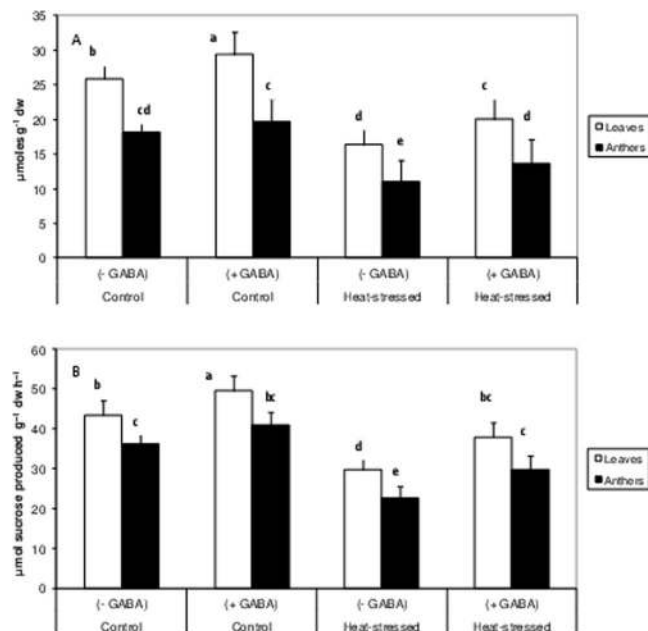 A
35
30
25
20
15
10
5
0
µmoles g⁻¹ dw
b
cd
a
c
d
e
c
d
Leaves
Anthers
(- GABA) (+ GABA) (- GABA) (+ GABA)
Control Control Heat-stressed Heat-stressed
B
60
50
40
30
20
10
0
µmol sucrose produced g⁻¹ dw h⁻¹
b
c
a
bc
d
e
bc
c
Leaves
Anthers
(- GABA) (+ GABA) (- GABA) (+ GABA)
Control Control Heat-stressed Heat-stressed